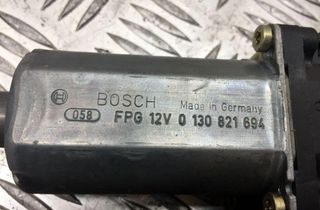 BOSCH Made in Germany
058 FPG 12V 0 130 821 694